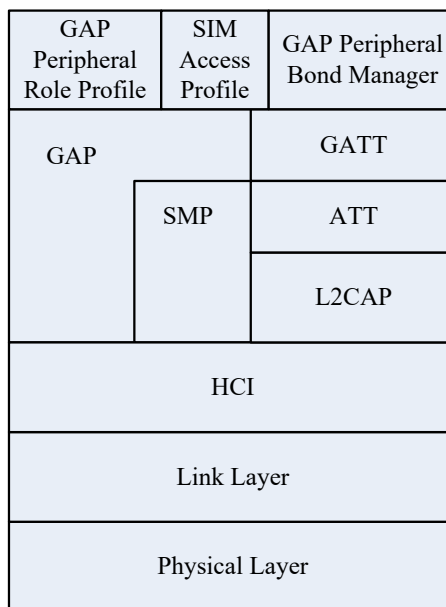 GAP
Peripheral
Role Profile
SIM
Access
Profile
GAP Peripheral
Bond Manager
GAP
GATT
SMP
ATT
L2CAP
HCI
Link Layer
Physical Layer